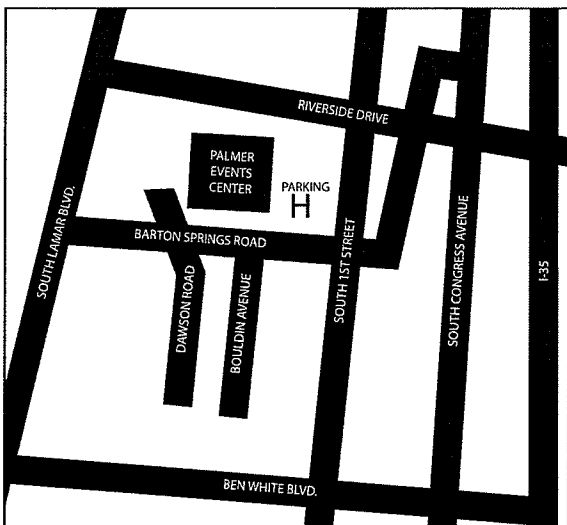 RIVERSIDE DRIVE
PALMER
EVENTS
CENTER
PARKING
H
SOUTH LAMAR BLVD.
BARTON SPRINGS ROAD
SOUTH 1ST STREET
SOUTH CONGRESS AVENUE
I-35
DAWSON ROAD
BOULDIN AVENUE
BEN WHITE BLVD.